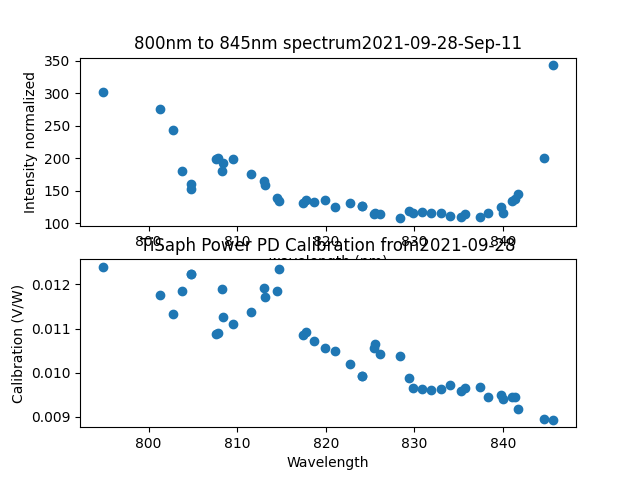 800nm to 845nm spectrum2021-09-28-Sep-11
350
300
250
200
150
100
Intensity normalized
800 810 820 830 840
wavelength (nm)
TiSaph Power PD Calibration from2021-09-28
0.012
0.011
0.010
0.009
Calibration (V/W)
800 810 820 830 840
Wavelength